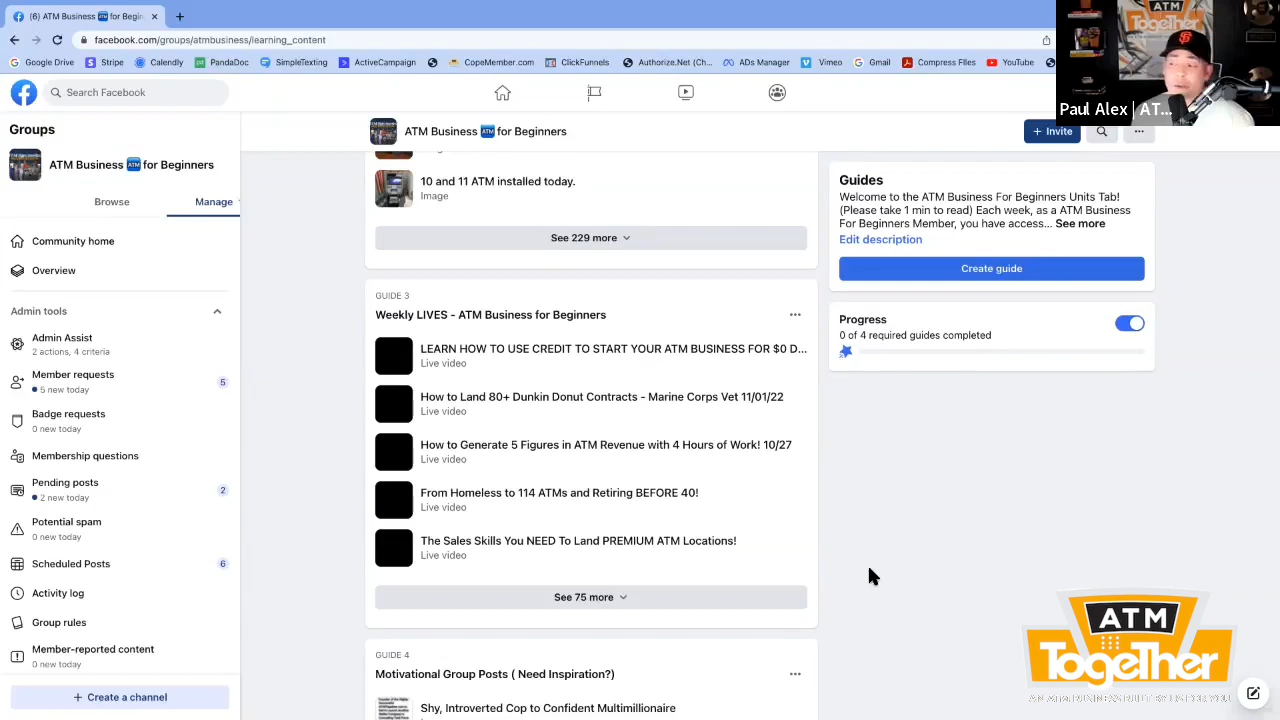 ATM Business 🏧 for Begin
facebook.com/groups/atmbusiness/learning_content
Google Drive
Stripe
Calendly
PandaDoc
SimpleTexting
ActiveCampaign
CopeMember.com
ClickFunnels
Authorize.Net (Ch...
ADs Manager
Vimeo
Gmail
Compress FIles
YouTube
ATM
Together
Paul Alex | AT...
Search Facebook
Groups
ATM Business 🏧 for Beginners
Browse
Manage
Community home
Overview
Admin tools
Admin Assist
2 actions, 4 criteria
Member requests
5 new today
5
Badge requests
0 new today
Membership questions
Pending posts
2 new today
2
Potential spam
0 new today
Scheduled Posts
6
Activity log
Group rules
Member-reported content
0 new today
+ Create a channel
ATM Business 🏧 for Beginners
+ Invite
10 and 11 ATM installed today.
Image
See 229 more
GUIDE 3
Weekly LIVES - ATM Business for Beginners
LEARN HOW TO USE CREDIT TO START YOUR ATM BUSINESS FOR $0 D...
Live video
How to Land 80+ Dunkin Donut Contracts - Marine Corps Vet 11/01/22
Live video
How to Generate 5 Figures in ATM Revenue with 4 Hours of Work! 10/27
Live video
From Homeless to 114 ATMs and Retiring BEFORE 40!
Live video
The Sales Skills You NEED To Land PREMIUM ATM Locations!
Live video
See 75 more
GUIDE 4
Motivational Group Posts ( Need Inspiration?)
Shy, Introverted Cop to Confident Multimillionaire
Guides
Welcome to the ATM Business For Beginners Units Tab!
(Please take 1 min to read) Each week, as a ATM Business
For Beginners Member, you have access... See more
Edit description
Create guide
Progress
0 of 4 required guides completed
ATM
Together